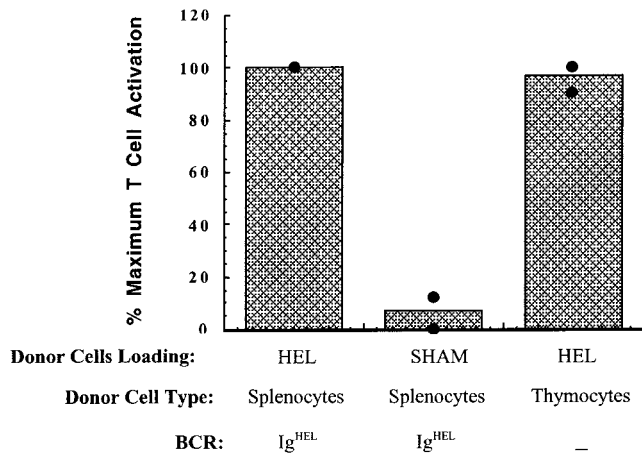 120
100
80
60
40
20
0
% Maximum T Cell Activation
Donor Cells Loading: HEL SHAM HEL
Donor Cell Type: Splenocytes Splenocytes Thymocytes
BCR: Ig^HEL Ig^HEL _